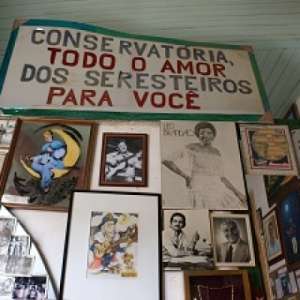 CONSERVATÓRIA,
TODO O AMOR
DOS SERESTEIROS
PARA VOCÊ